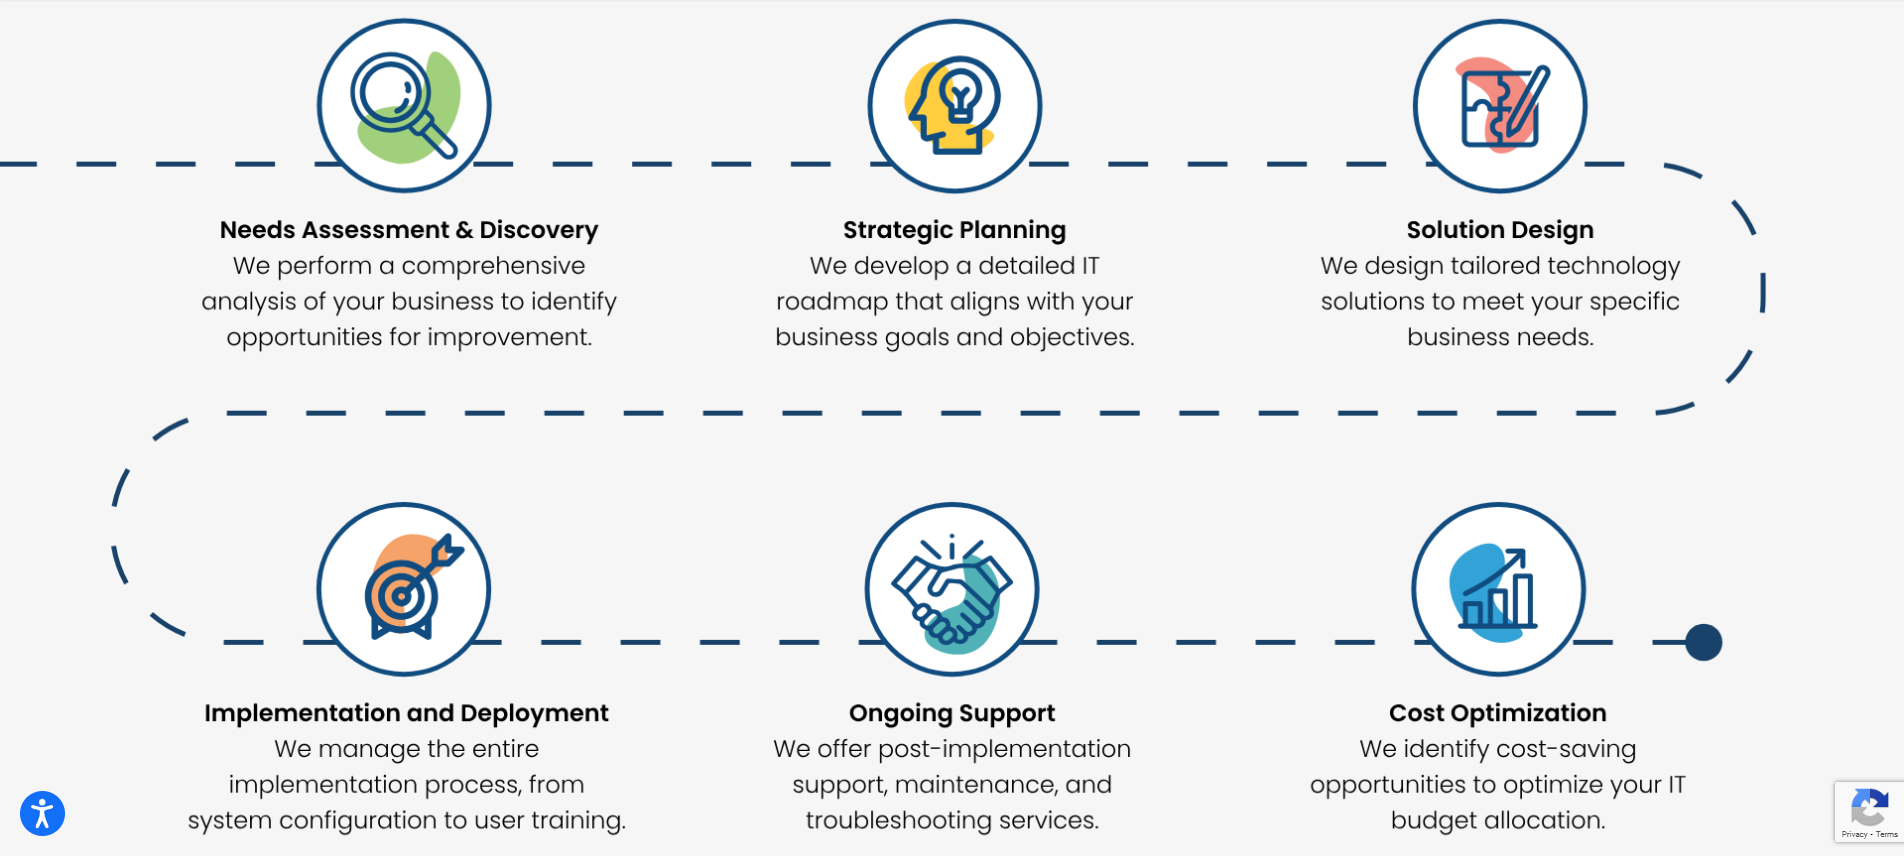 Needs Assessment & Discovery
We perform a comprehensive
analysis of your business to identify
opportunities for improvement.
Strategic Planning
We develop a detailed IT
roadmap that aligns with your
business goals and objectives.
Solution Design
We design tailored technology
solutions to meet your specific
business needs.
Implementation and Deployment
We manage the entire
implementation process, from
system configuration to user training.
Ongoing Support
We offer post-implementation
support, maintenance, and
troubleshooting services.
Cost Optimization
We identify cost-saving
opportunities to optimize your IT
budget allocation.
Privacy - Terms